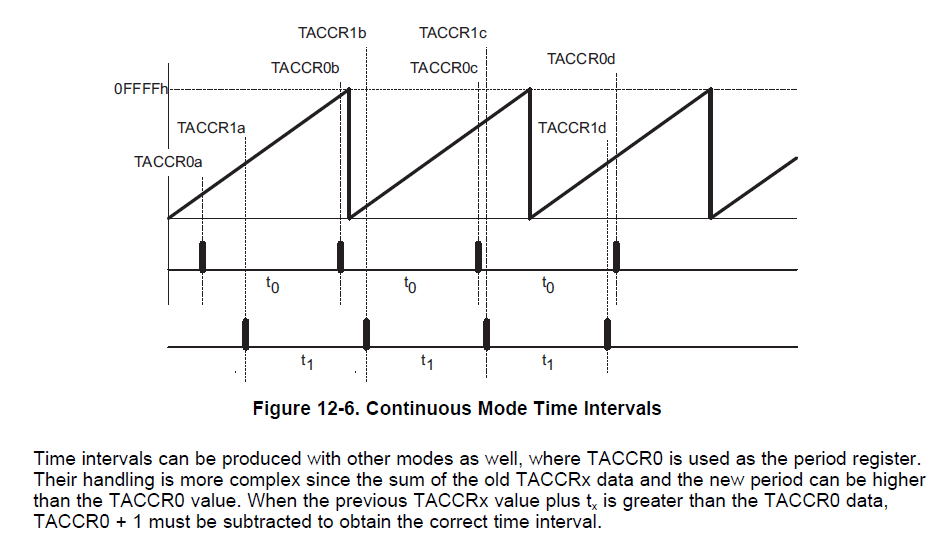 TACCR1b TACCR1c
TACCR0b TACCR0c TACCR0d
0FFFFh
TACCR1a TACCR1d
TACCR0a
t0 t0 t0
t1 t1 t1
Figure 12-6. Continuous Mode Time Intervals
Time intervals can be produced with other modes as well, where TACCR0 is used as the period register.
Their handling is more complex since the sum of the old TACCRx data and the new period can be higher
than the TACCR0 value. When the previous TACCRx value plus tx is greater than the TACCR0 data,
TACCR0 + 1 must be subtracted to obtain the correct time interval.